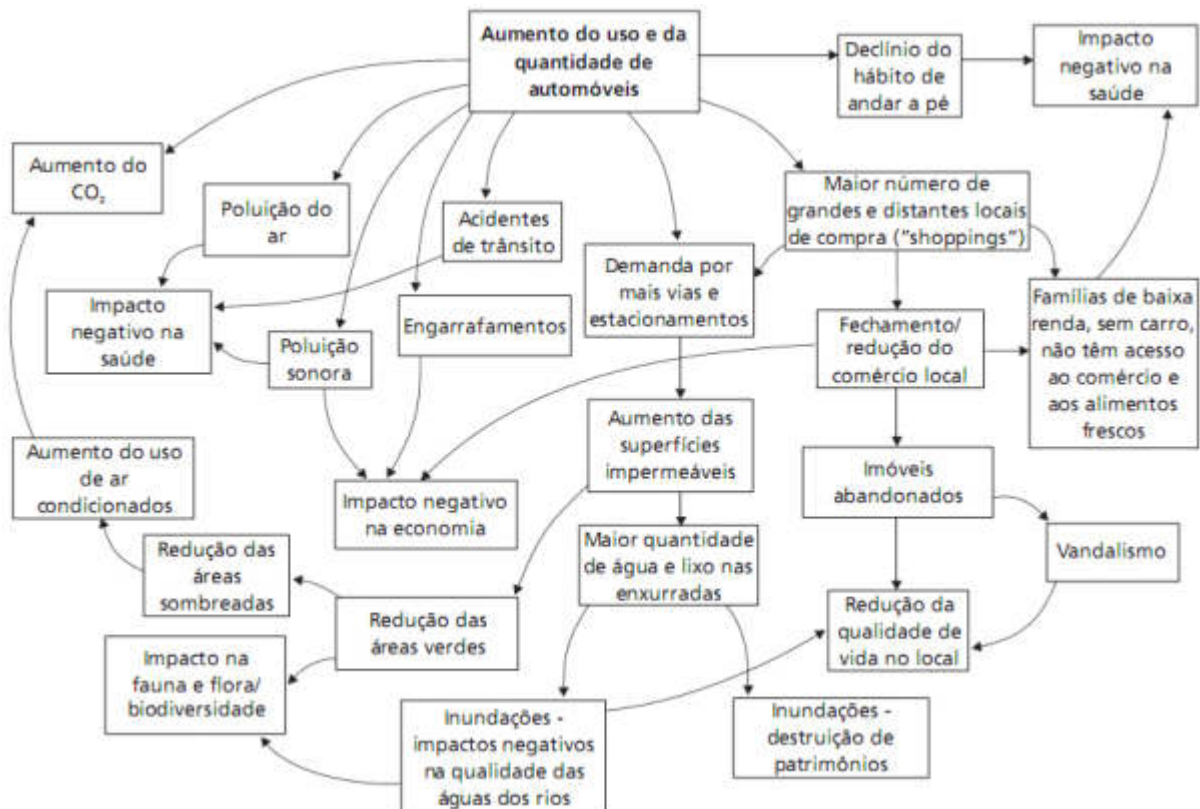 Aumento do uso e da
quantidade de
automóveis
Declínio do
hábito de
andar a pé
Impacto
negativo na
saúde
Aumento do
CO₂
Poluição do
ar
Acidentes
de trânsito
Maior número de
grandes e distantes locais
de compra ("shoppings")
Impacto
negativo na
saúde
Poluição
sonora
Engarrafamentos
Demanda por
mais vias e
estacionamentos
Fechamento/
redução do
comércio local
Famílias de baixa
renda, sem carro,
não têm acesso
ao comércio e
aos alimentos
frescos
Aumento do uso
de ar
condicionados
Impacto negativo
na economia
Aumento das
superfícies
impermeáveis
Imóveis
abandonados
Redução das
áreas
sombreadas
Maior quantidade
de água e lixo nas
enxurradas
Vandalismo
Redução das
áreas verdes
Redução da
qualidade de
vida no local
Impacto na
fauna e flora/
biodiversidade
Inundações -
impactos negativos
na qualidade das
águas dos rios
Inundações -
destruição de
patrimônios